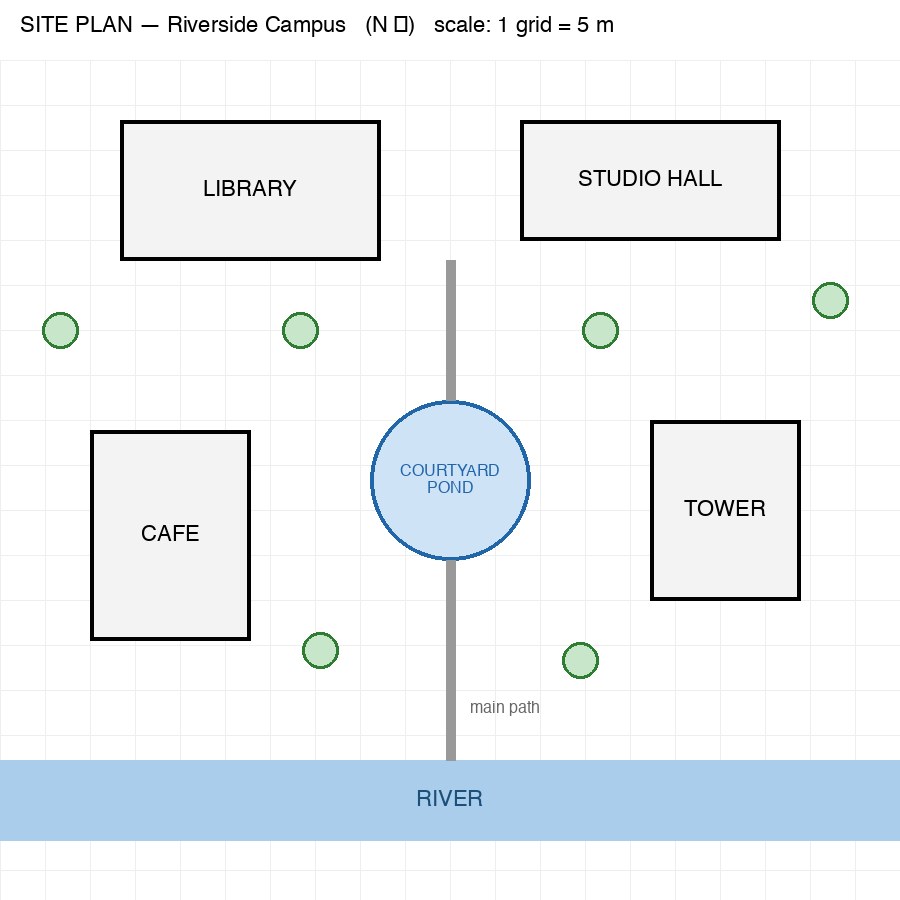 SITE PLAN — Riverside Campus (N ▯) scale: 1 grid = 5 m
LIBRARY
STUDIO HALL
COURTYARD
POND
CAFE
TOWER
main path
RIVER